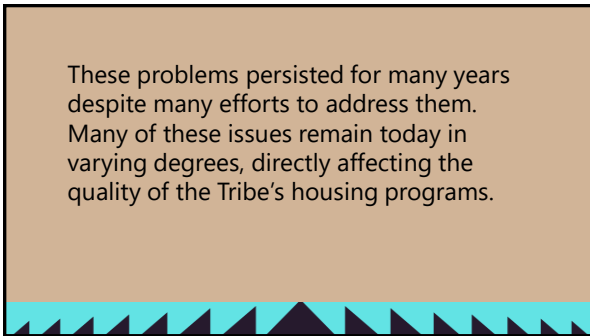 These problems persisted for many years
despite many efforts to address them.
Many of these issues remain today in
varying degrees, directly affecting the
quality of the Tribe’s housing programs.